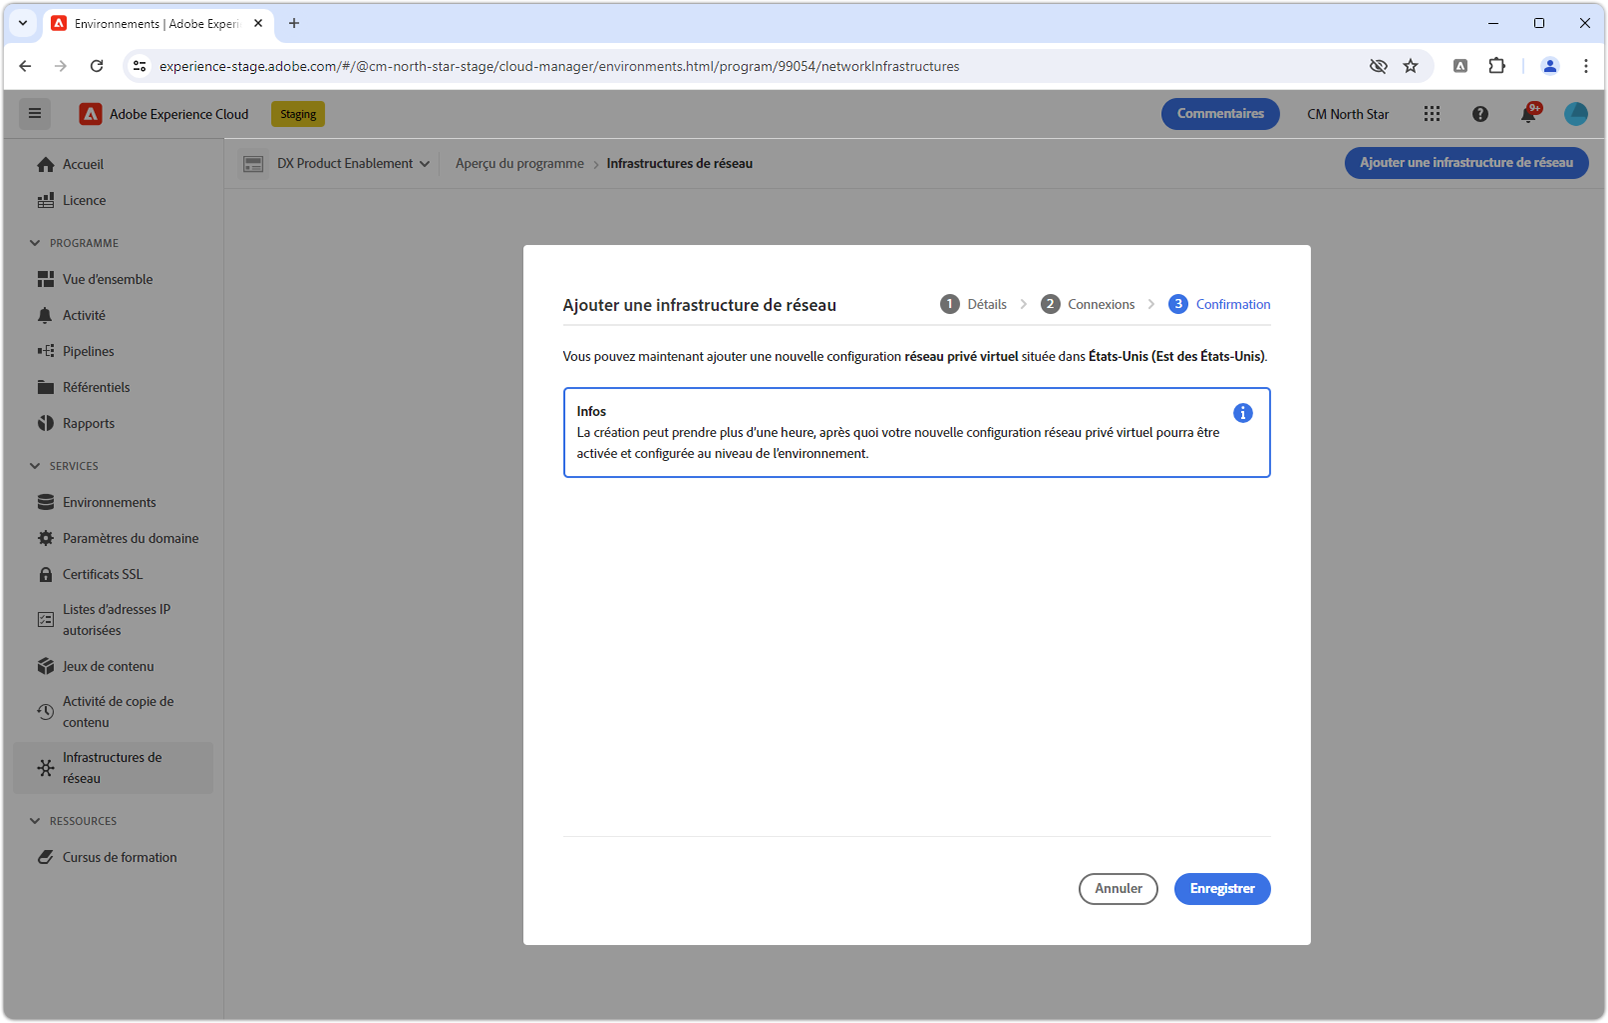 Environnements | Adobe Experi
experience-stage.adobe.com/#/@cm-north-star-stage/cloud-manager/environments.html/program/99054/networkInfrastructures
Adobe Experience Cloud
Staging
Commentaires
CM North Star
9+
Accueil
Licence
PROGRAMME
Vue d'ensemble
Activité
Pipelines
Référentiels
Rapports
SERVICES
Environnements
Paramètres du domaine
Certificats SSL
Listes d'adresses IP
autorisées
Jeux de contenu
Activité de copie de
contenu
Infrastructures de
réseau
RESSOURCES
Cursus de formation
DX Product Enablement
Aperçu du programme > Infrastructures de réseau
Ajouter une infrastructure de réseau
Ajouter une infrastructure de réseau
1 Détails > 2 Connexions > 3 Confirmation
Vous pouvez maintenant ajouter une nouvelle configuration réseau privé virtuel située dans États-Unis (Est des États-Unis).
Infos
La création peut prendre plus d'une heure, après quoi votre nouvelle configuration réseau privé virtuel pourra être
activée et configurée au niveau de l'environnement.
Annuler
Enregistrer